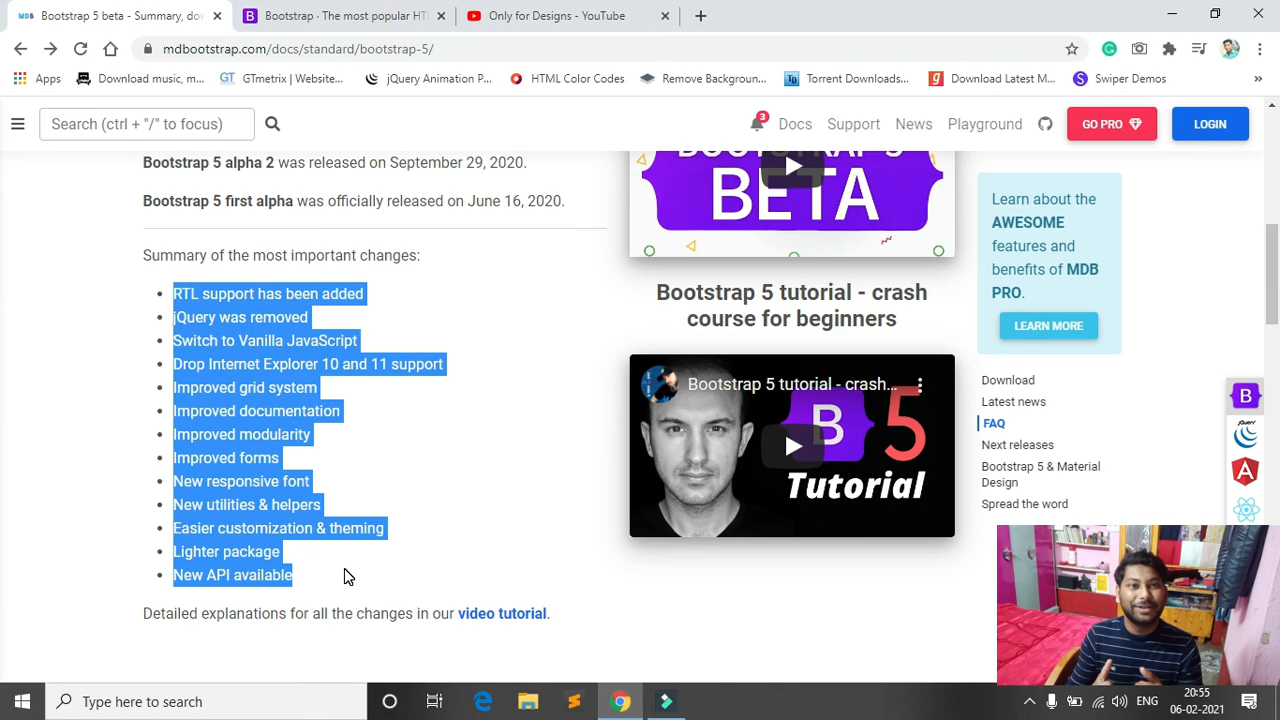 Bootstrap 5 beta - Summary, dov
Bootstrap · The most popular HT
Only for Designs - YouTube
mdbootstrap.com/docs/standard/bootstrap-5/
Apps
Download music, m...
GTmetrix | Website...
jQuery Animation P...
HTML Color Codes
Remove Backgroun...
Torrent Downloads...
Download Latest M...
Swiper Demos
Search (ctrl + "/" to focus)
3
Docs
Support
News
Playground
GO PRO
LOGIN
Bootstrap 5 alpha 2 was released on September 29, 2020.
Bootstrap 5 first alpha was officially released on June 16, 2020.
Summary of the most important changes:
RTL support has been added
jQuery was removed
Switch to Vanilla JavaScript
Drop Internet Explorer 10 and 11 support
Improved grid system
Improved documentation
Improved modularity
Improved forms
New responsive font
New utilities & helpers
Easier customization & theming
Lighter package
New API available
Detailed explanations for all the changes in our video tutorial.
BOOTSTRAP 5
BETA
Bootstrap 5 tutorial - crash
course for beginners
Bootstrap 5 tutorial - crash...
B 5
Tutorial
Learn about the
AWESOME
features and
benefits of MDB
PRO.
LEARN MORE
Download
Latest news
FAQ
Next releases
Bootstrap 5 & Material
Design
Spread the word
Type here to search
ENG
20:55
06-02-2021